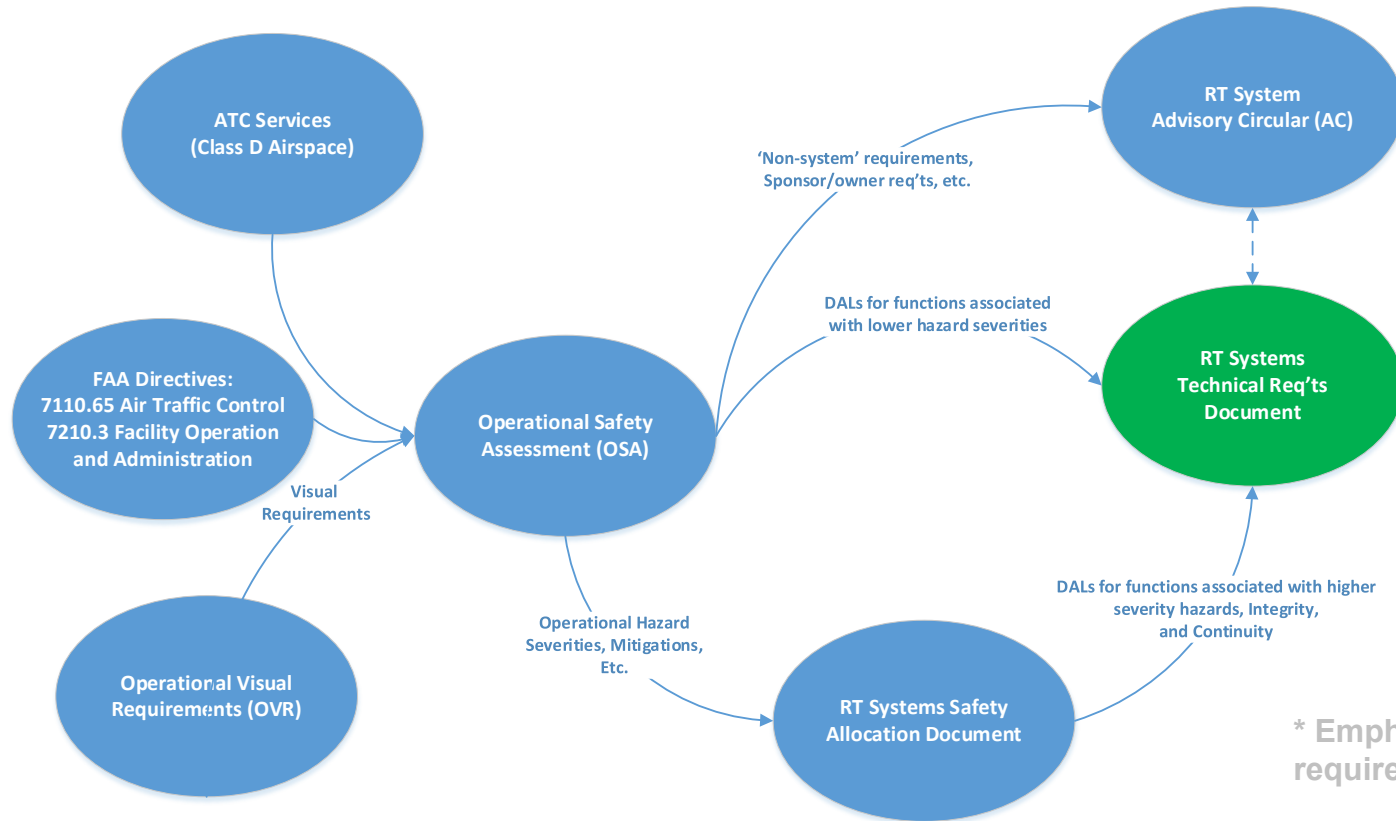 ATC Services
(Class D Airspace)
RT System
Advisory Circular (AC)
‘Non-system’ requirements,
Sponsor/owner req’ts, etc.
DALs for functions associated
with lower hazard severities
FAA Directives:
7110.65 Air Traffic Control
7210.3 Facility Operation
and Administration
RT Systems
Technical Req’ts
Document
Operational Safety
Assessment (OSA)
Visual
Requirements
Operational Hazard
Severities, Mitigations,
Etc.
DALs for functions associated with higher
severity hazards, Integrity,
and Continuity
Operational Visual
Requirements (OVR)
RT Systems Safety
Allocation Document
*